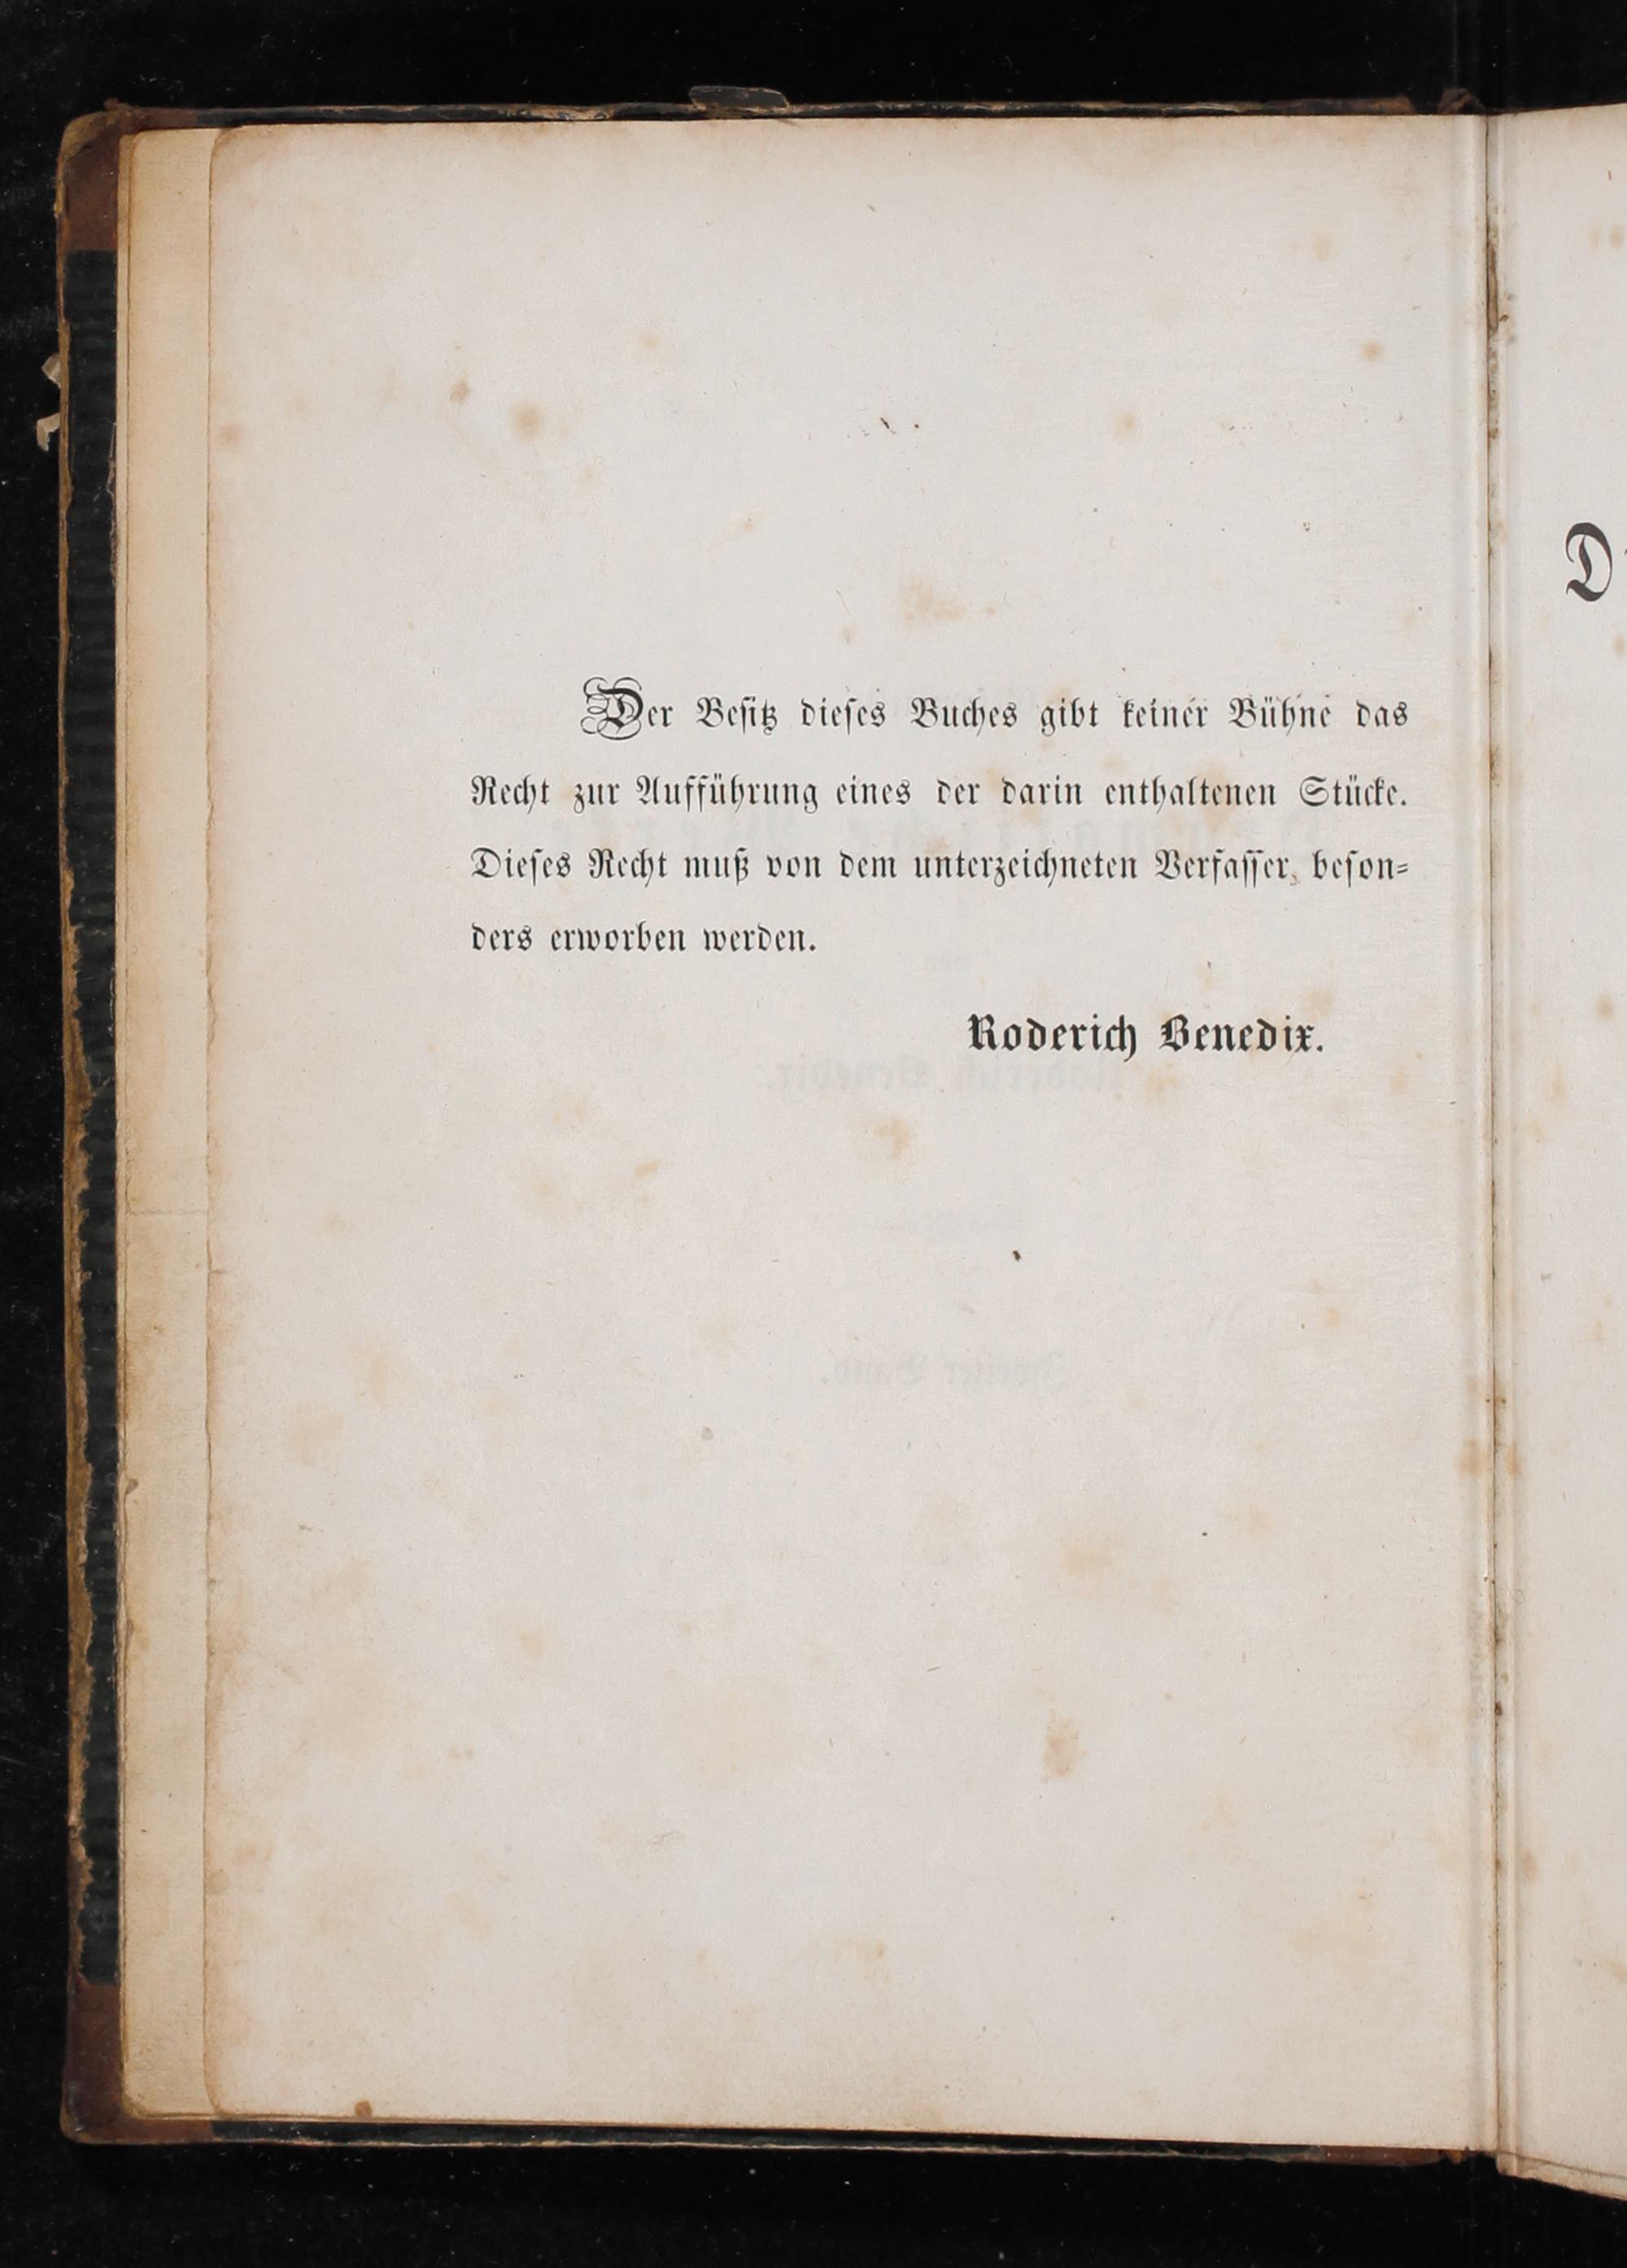 Der Besitz dieses Buches gibt keiner Bühne das
Recht zur Aufführung eines der darin enthaltenen Stücke.
Dieses Recht muß von dem unterzeichneten Verfasser beson-
ders erworben werden.
Roderich Benedix.
D